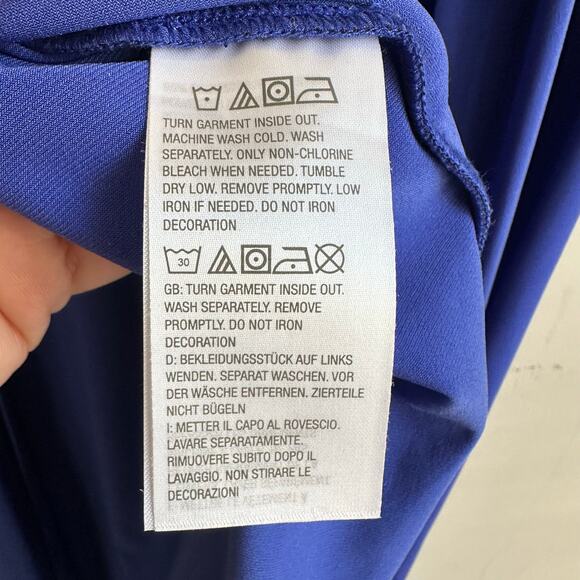 TURN GARMENT INSIDE OUT.
MACHINE WASH COLD. WASH
SEPARATELY. ONLY NON-CHLORINE
BLEACH WHEN NEEDED. TUMBLE
DRY LOW. REMOVE PROMPTLY. LOW
IRON IF NEEDED. DO NOT IRON
DECORATION
30
GB: TURN GARMENT INSIDE OUT.
WASH SEPARATELY. REMOVE
PROMPTLY. DO NOT IRON
DECORATION
D: BEKLEIDUNGSSTÜCK AUF LINKS
WENDEN. SEPARAT WASCHEN. VOR
DER WÄSCHE ENTFERNEN. ZIERTEILE
NICHT BÜGELN
I: METTER IL CAPO AL ROVESCIO.
LAVARE SEPARATAMENTE.
RIMUOVERE SUBITO DOPO IL
LAVAGGIO. NON STIRARE LE
DECORAZIONI